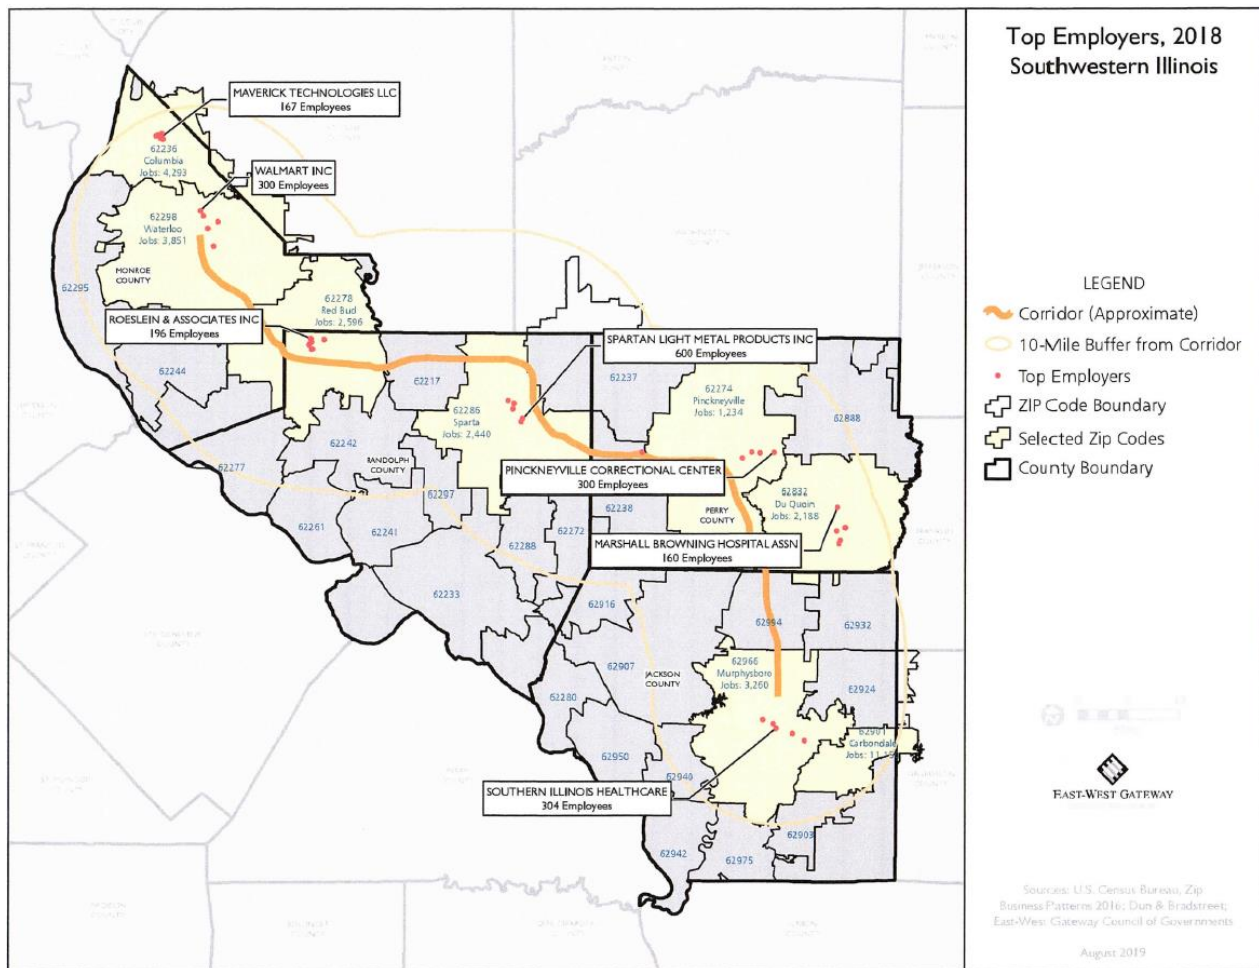 Top Employers, 2018
Southwestern Illinois
MAVERICK TECHNOLOGIES LLC
167 Employees
62236
Columbia
Jobs: 4,293
WALMART INC
300 Employees
62298
Waterloo
Jobs: 3,851
MONROE
COUNTY
62295
62278
Red Bud
Jobs: 2,596
ROESLEIN & ASSOCIATES INC
196 Employees
SPARTAN LIGHT METAL PRODUCTS INC
600 Employees
62244
62217
62237
62274
Pinckneyville
Jobs: 1,234
62286
Sparta
Jobs: 2,440
62888
62242
RANDOLPH
COUNTY
62277
PINCKNEYVILLE CORRECTIONAL CENTER
300 Employees
62297
62832
Du Quoin
Jobs: 2,188
62238
PERRY
COUNTY
62261
62241
62272
62288
MARSHALL BROWNING HOSPITAL ASSN
160 Employees
62233
62916
62994
62932
62907
62966
Murphysboro
Jobs: 3,260
JACKSON
COUNTY
62924
62280
62901
Carbondale
62950
62940
SOUTHERN ILLINOIS HEALTHCARE
304 Employees
62903
62942
62975
LEGEND
Corridor (Approximate)
10-Mile Buffer from Corridor
Top Employers
ZIP Code Boundary
Selected Zip Codes
County Boundary
EAST-WEST GATEWAY
Sources: U.S. Census Bureau, Zip
Business Patterns 2016; Dun & Bradstreet;
East-West Gateway Council of Governments
August 2019